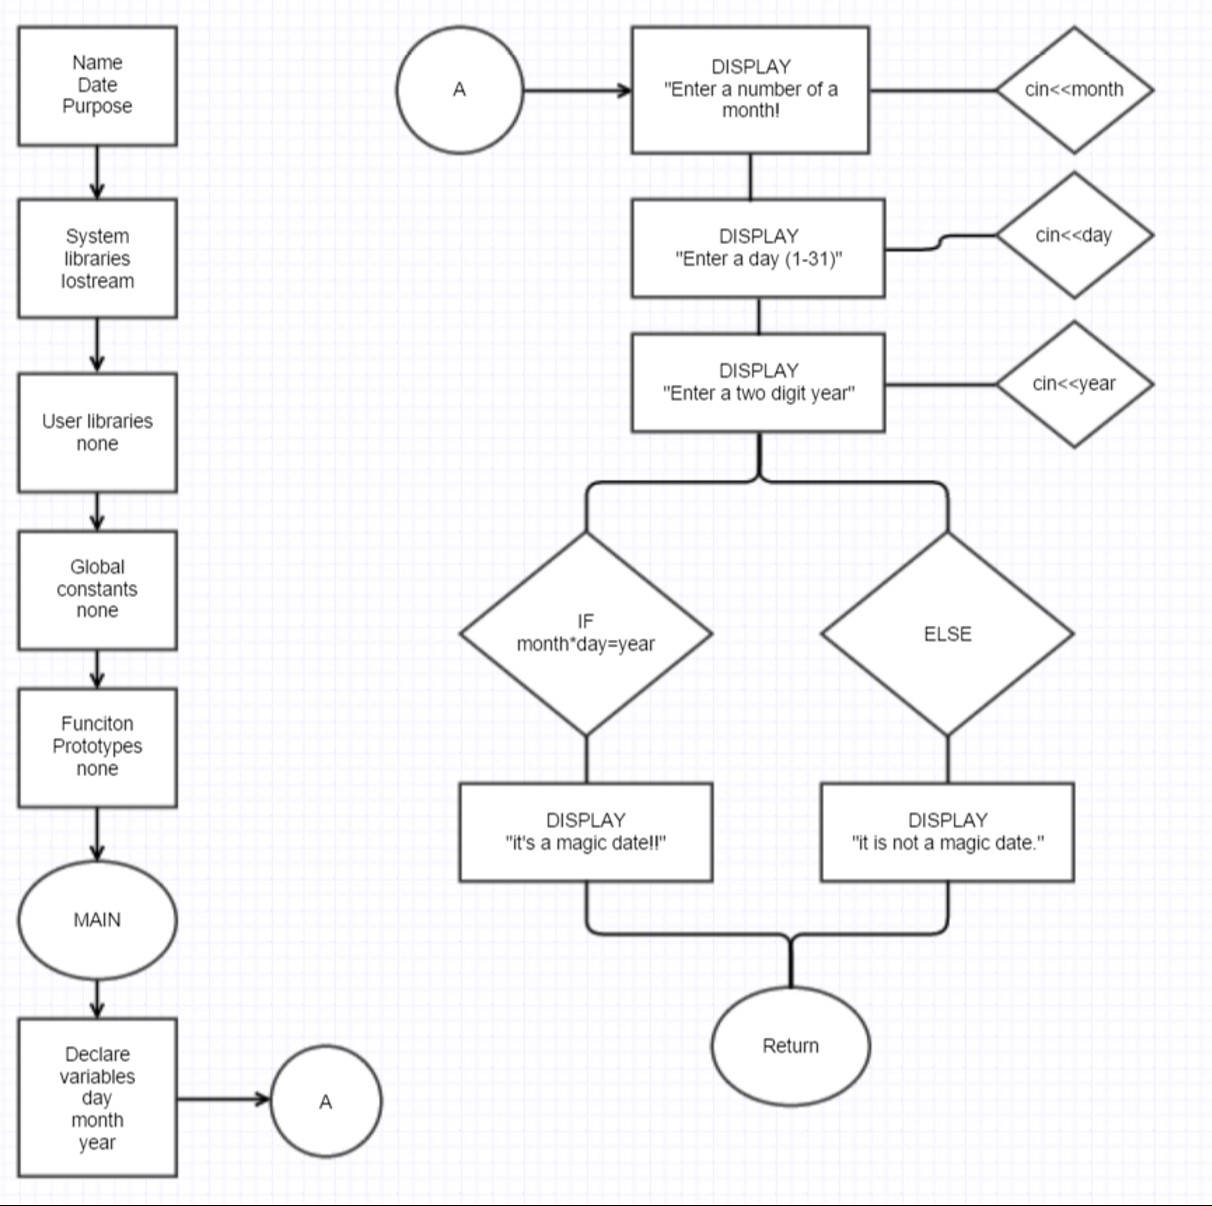 Name
Date
Purpose
System
libraries
Iostream
User libraries
none
Global
constants
none
Funciton
Prototypes
none
MAIN
Declare
variables
day
month
year
A
A
DISPLAY
"Enter a number of a
month!
cin<<month
DISPLAY
"Enter a day (1-31)"
cin<<day
DISPLAY
"Enter a two digit year"
cin<<year
IF
month*day=year
ELSE
DISPLAY
"it's a magic date!!"
DISPLAY
"it is not a magic date."
Return